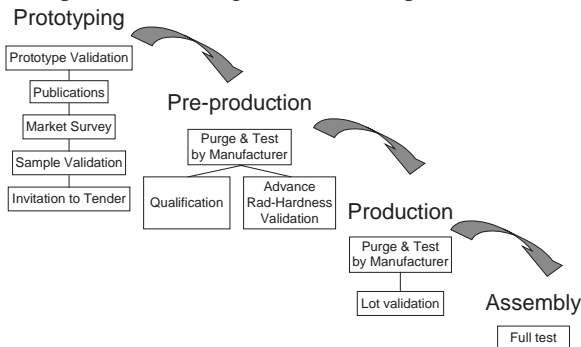 Prototyping
Prototype Validation
Publications
Market Survey
Sample Validation
Invitation to Tender
Pre-production
Purge & Test
by Manufacturer
Qualification
Advance
Rad-Hardness
Validation
Production
Purge & Test
by Manufacturer
Lot validation
Assembly
Full test